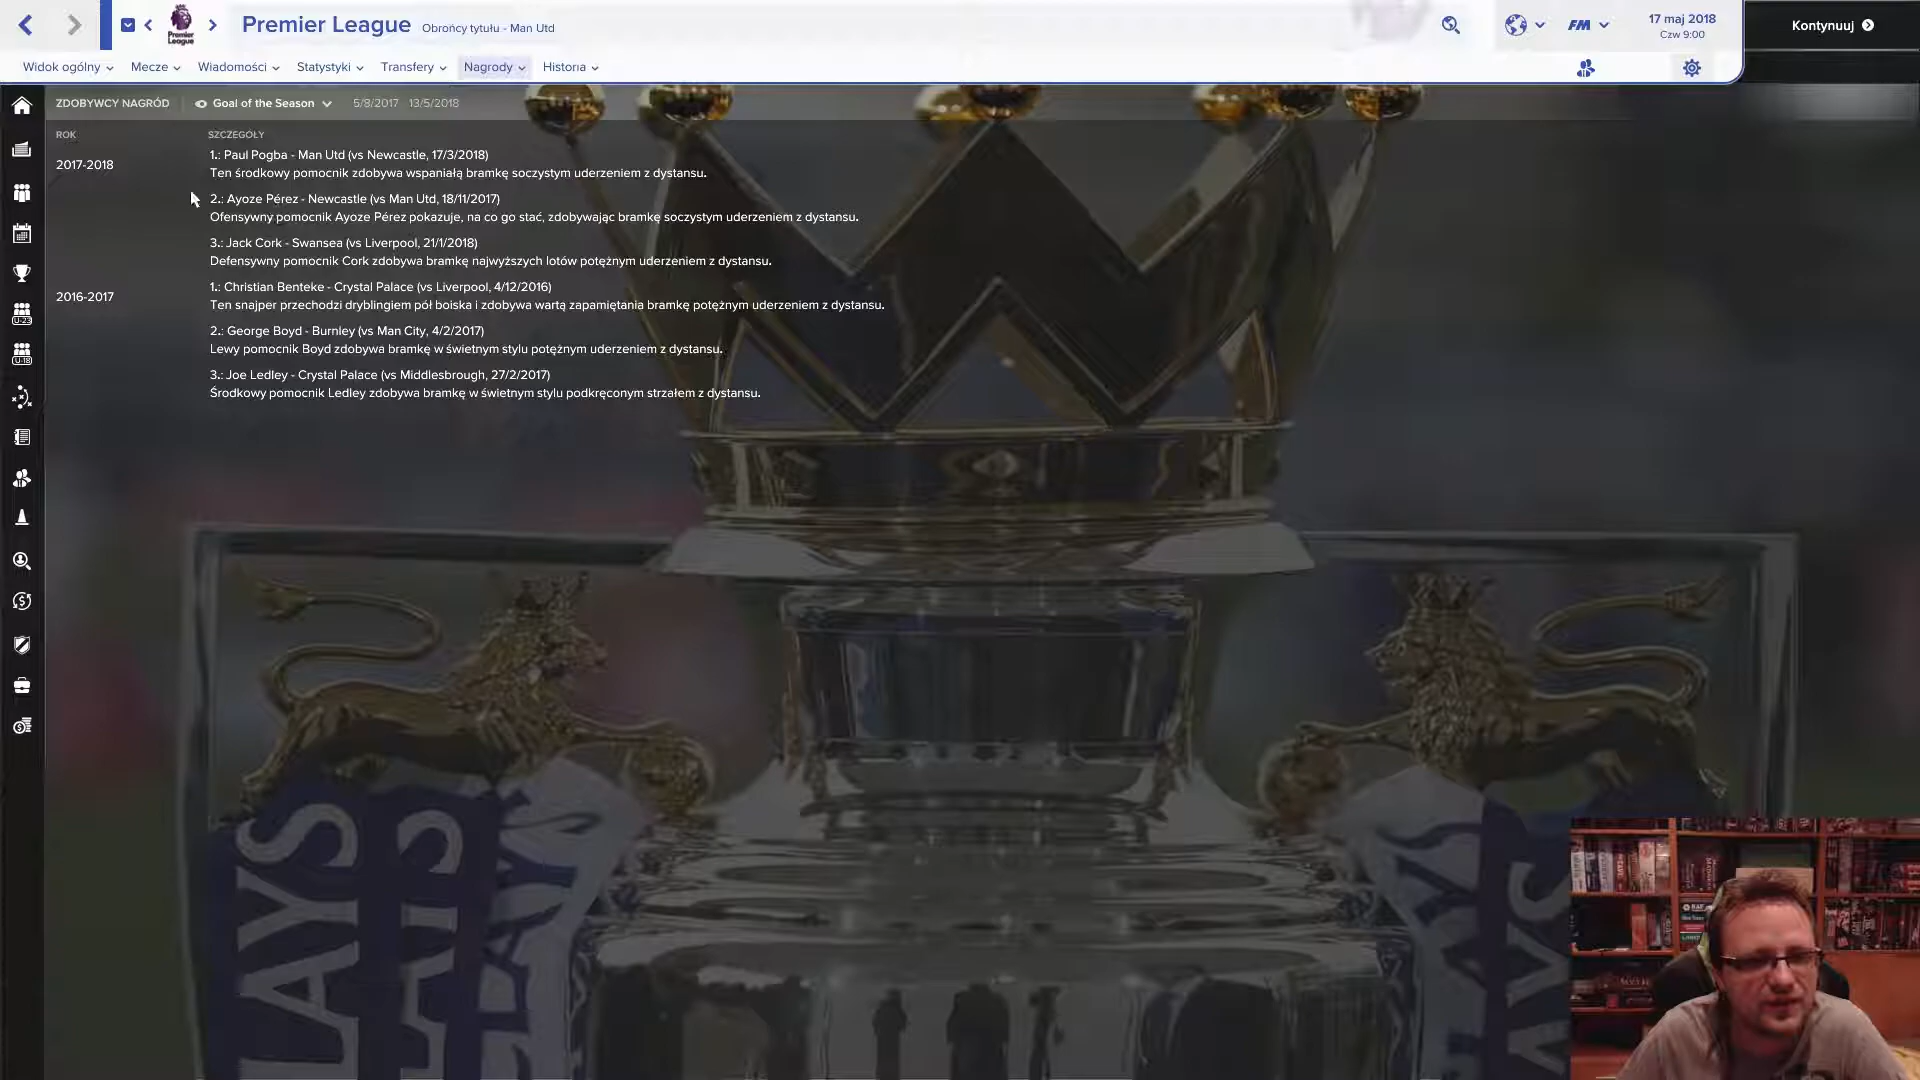 Premier League
Premier League
Obrońcy tytułu - Man Utd
FM
17 maj 2018
Czw 9:00
Kontynuuj
Widok ogólny
Mecze
Wiadomości
Statystyki
Transfery
Nagrody
Historia
ZDOBYWCY NAGRÓD
Goal of the Season
5/8/2017
13/5/2018
ROK
SZCZEGÓŁY
2017-2018
1.: Paul Pogba - Man Utd (vs Newcastle, 17/3/2018)
Ten środkowy pomocnik zdobywa wspaniałą bramkę soczystym uderzeniem z dystansu.
2.: Ayoze Pérez - Newcastle (vs Man Utd, 18/11/2017)
Ofensywny pomocnik Ayoze Pérez pokazuje, na co go stać, zdobywając bramkę soczystym uderzeniem z dystansu.
3.: Jack Cork - Swansea (vs Liverpool, 21/1/2018)
Defensywny pomocnik Cork zdobywa bramkę najwyższych lotów potężnym uderzeniem z dystansu.
2016-2017
1.: Christian Benteke - Crystal Palace (vs Liverpool, 4/12/2016)
Ten snajper przechodzi dryblingiem pół boiska i zdobywa wartą zapamiętania bramkę potężnym uderzeniem z dystansu.
2.: George Boyd - Burnley (vs Man City, 4/2/2017)
Lewy pomocnik Boyd zdobywa bramkę w świetnym stylu potężnym uderzeniem z dystansu.
3.: Joe Ledley - Crystal Palace (vs Middlesbrough, 27/2/2017)
Środkowy pomocnik Ledley zdobywa bramkę w świetnym stylu podkręconym strzałem z dystansu.
U-23
U-18